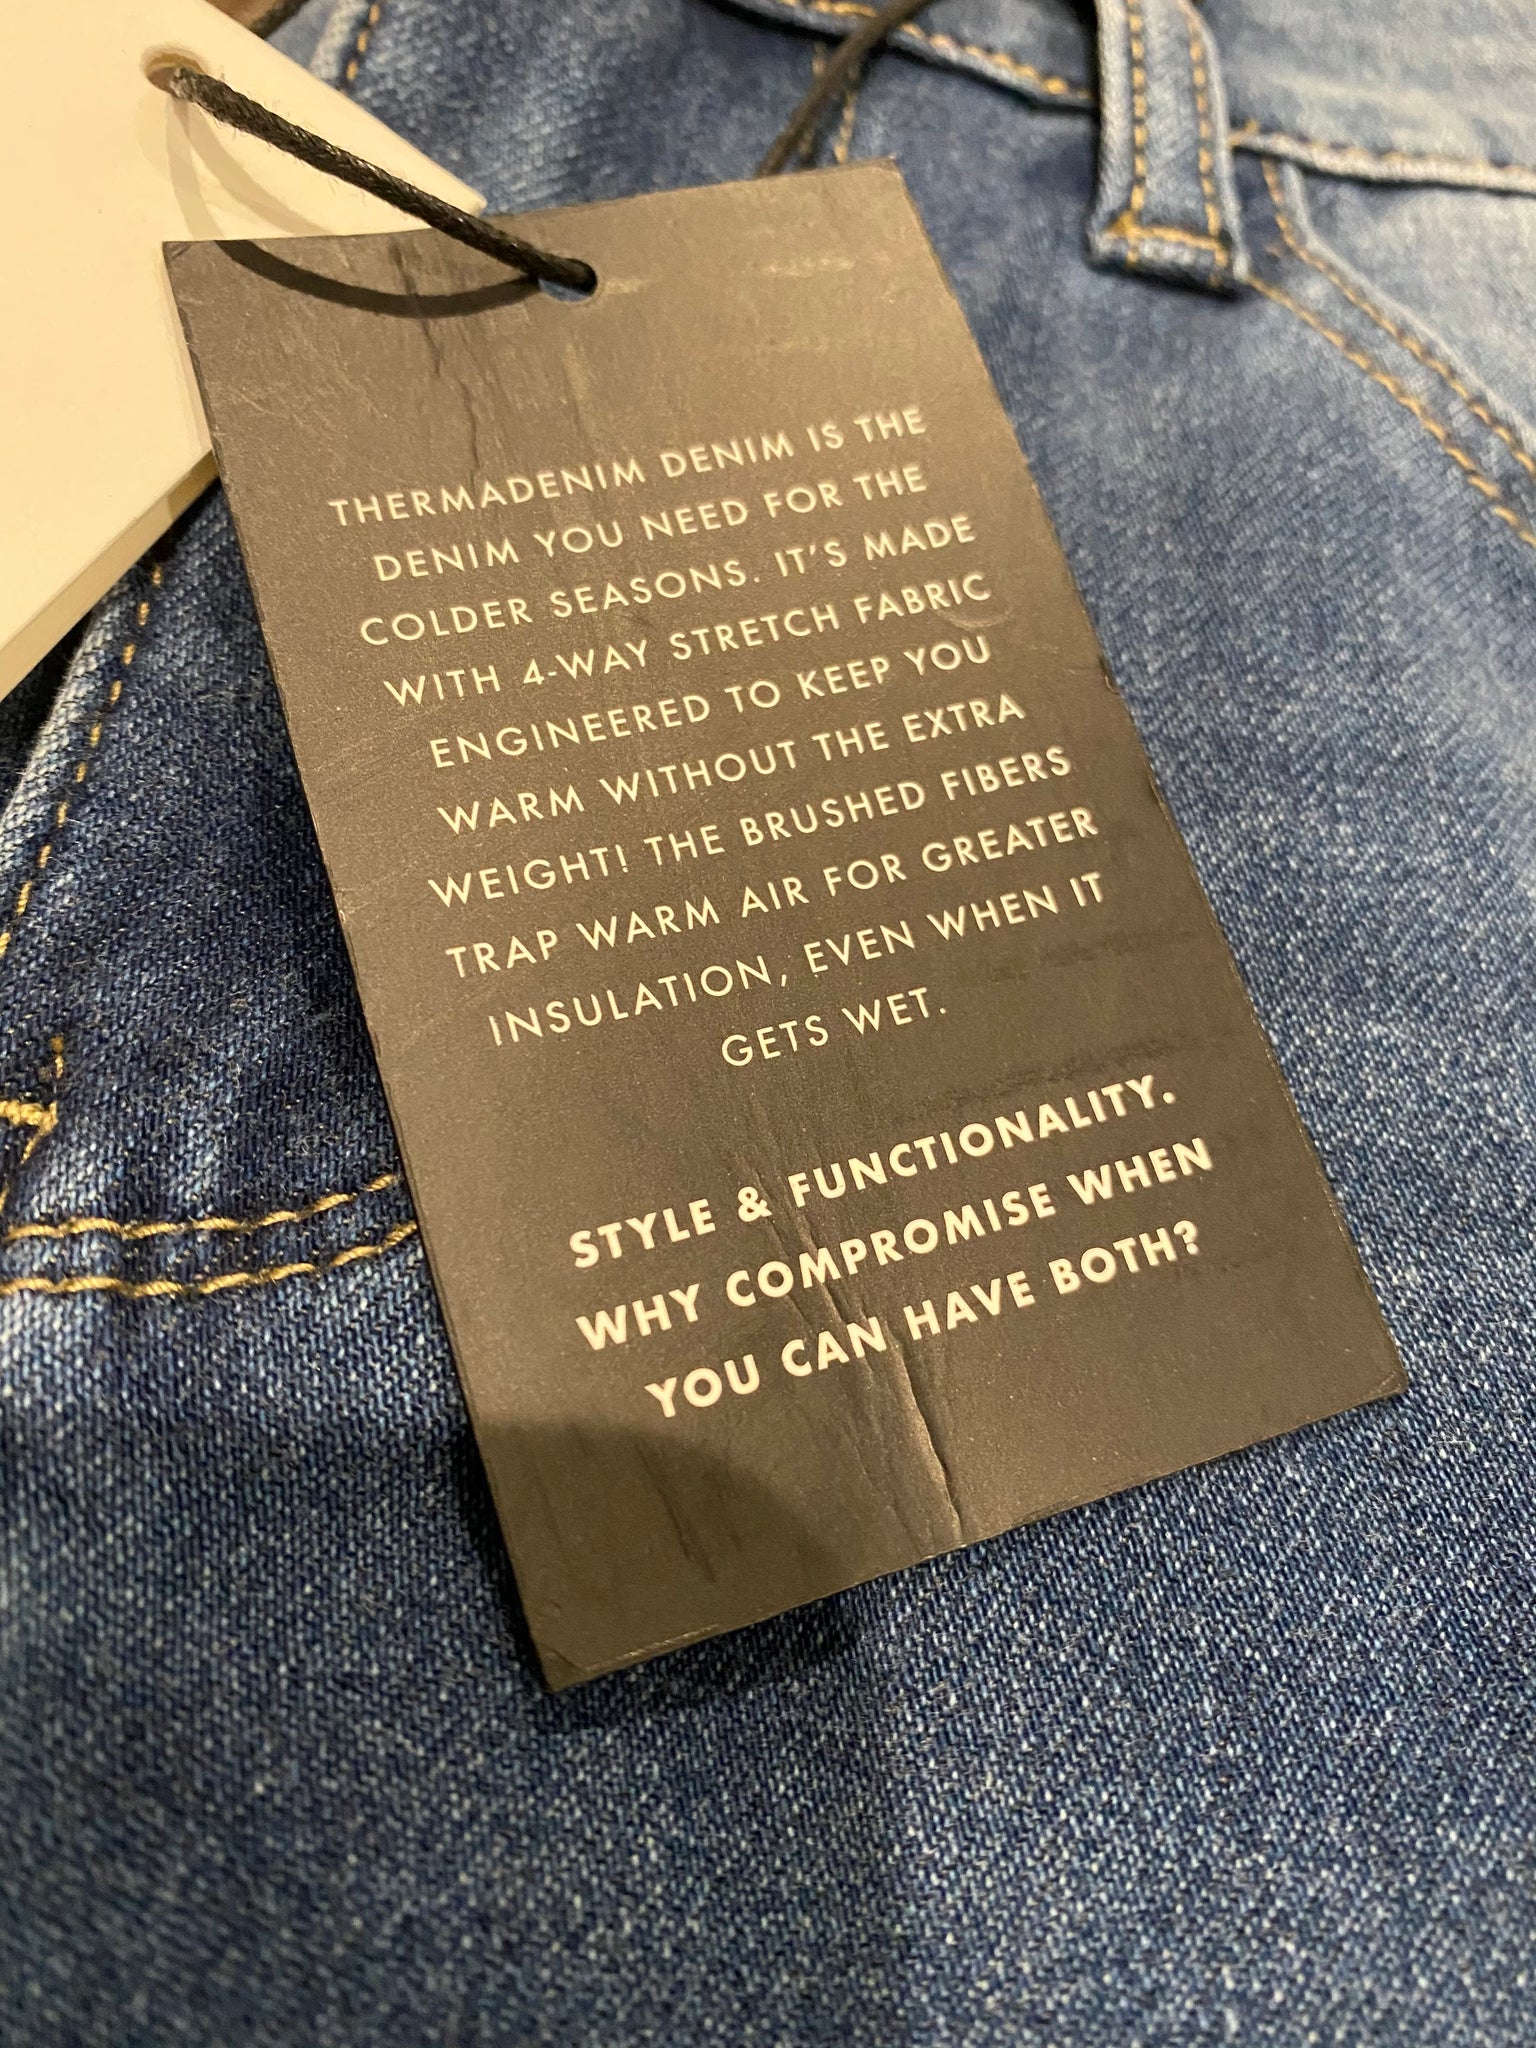 THERMADENIM DENIM IS THE
DENIM YOU NEED FOR THE
COLDER SEASONS. IT'S MADE
WITH 4-WAY STRETCH FABRIC
ENGINEERED TO KEEP YOU
WARM WITHOUT THE EXTRA
WEIGHT! THE BRUSHED FIBERS
TRAP WARM AIR FOR GREATER
INSULATION, EVEN WHEN IT
GETS WET.
STYLE & FUNCTIONALITY.
WHY COMPROMISE WHEN
YOU CAN HAVE BOTH?